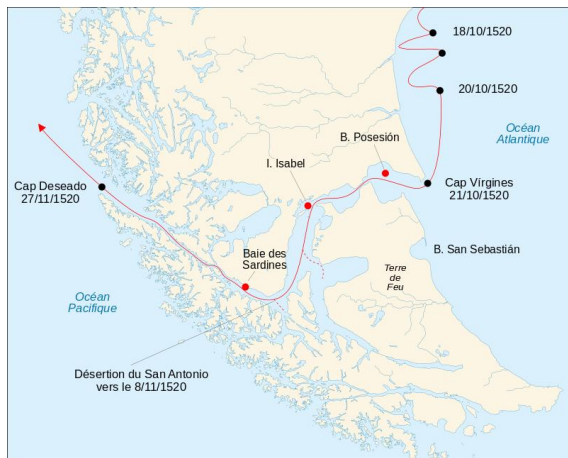 18/10/1520
20/10/1520
Océan
Atlantique
B. Posesión
I. Isabel
Cap Vírgines
21/10/1520
Cap Deseado
27/11/1520
B. San Sebastián
Baie des
Sardines
Terre
de
Feu
Océan
Pacifique
Désertion du San Antonio
vers le 8/11/1520